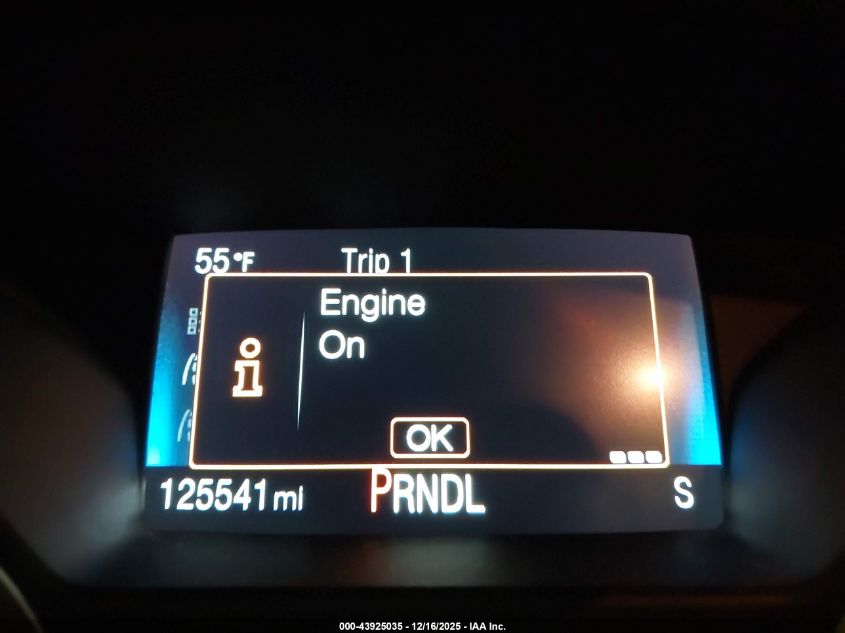 55°F Trip 1
Engine
On
i
OK
125541 mi PRNDL S
000-43925035 - 12/16/2025 - IAA Inc.